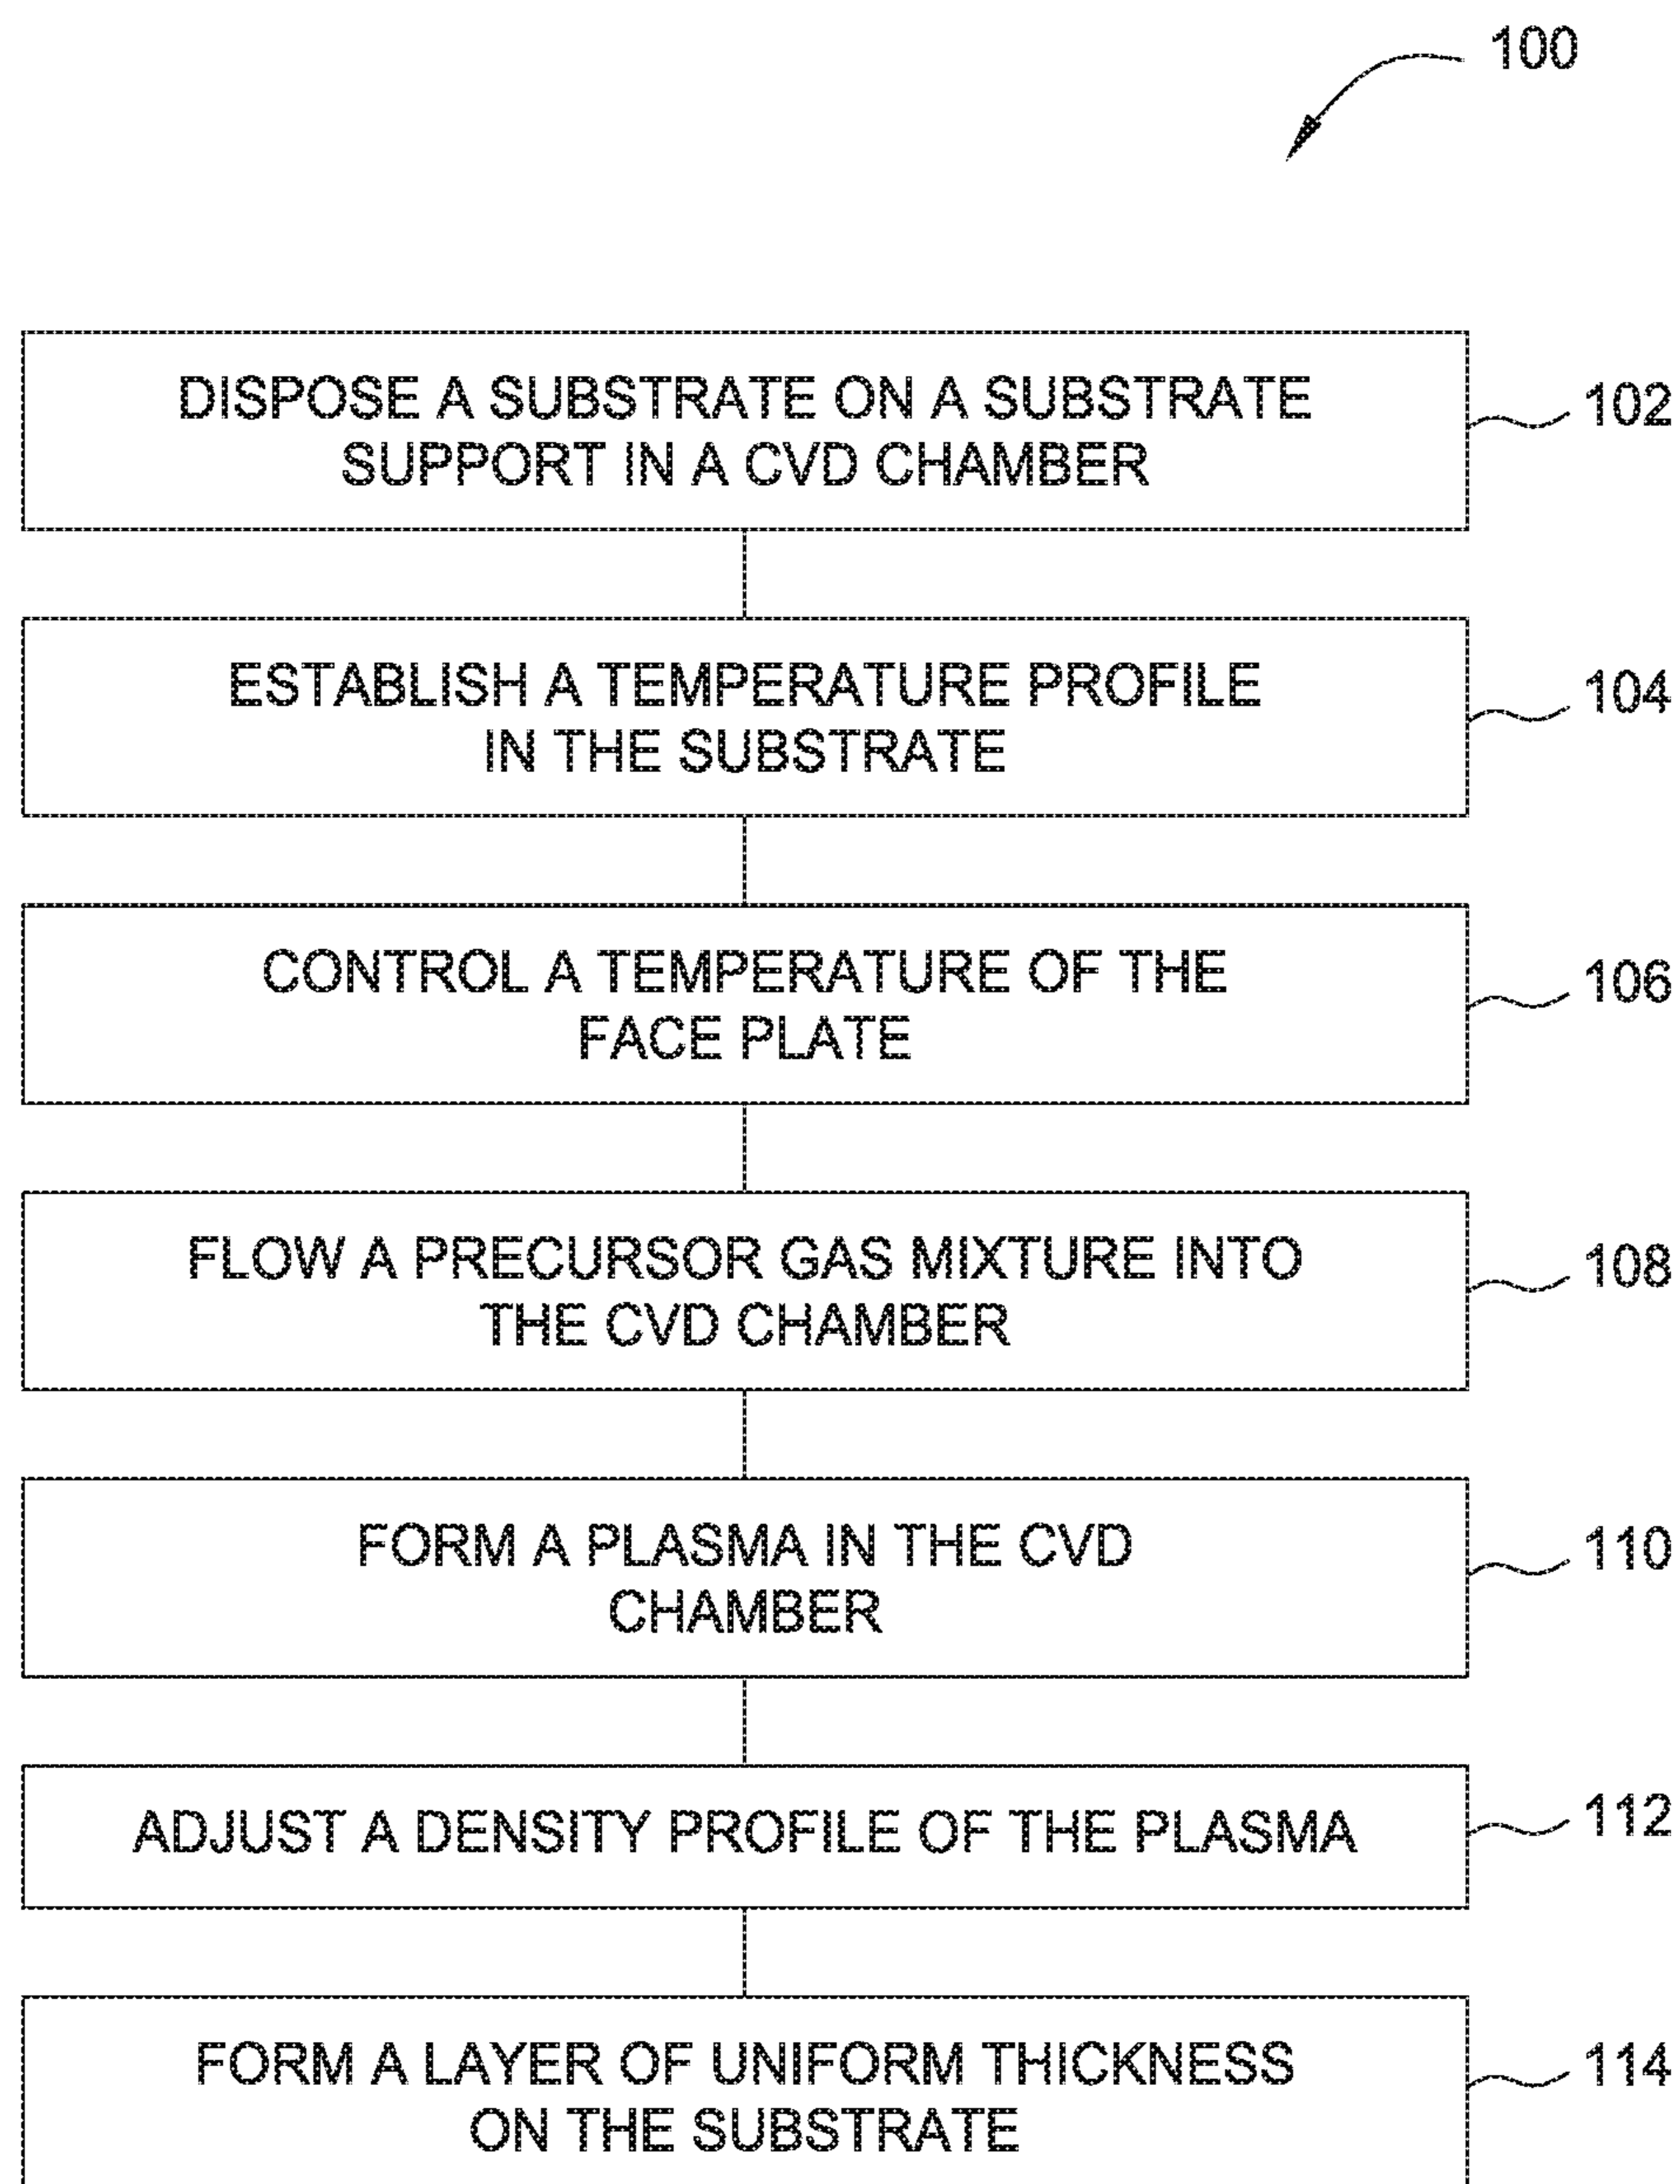 100
DISPOSE A SUBSTRATE ON A SUBSTRATE
SUPPORT IN A CVD CHAMBER
102
ESTABLISH A TEMPERATURE PROFILE
IN THE SUBSTRATE
104
CONTROL A TEMPERATURE OF THE
FACE PLATE
106
FLOW A PRECURSOR GAS MIXTURE INTO
THE CVD CHAMBER
108
FORM A PLASMA IN THE CVD
CHAMBER
110
ADJUST A DENSITY PROFILE OF THE PLASMA
112
FORM A LAYER OF UNIFORM THICKNESS
ON THE SUBSTRATE
114